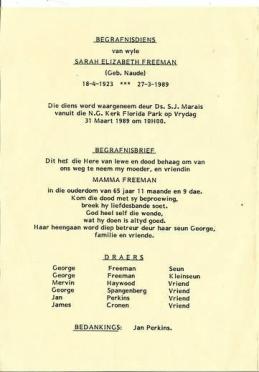 BEGRAFNISDIENS
van wyle
SARAH ELIZABETH FREEMAN
(Geb. Naude)
18-4-1923 *** 27-3-1989
Die diens word waargeneem deur Ds. S.J. Marais
vanuit die N.G. Kerk Florida Park op Vrydag
31 Maart 1989 om 10H00.
BEGRAFNISBRIEF
Dit het die Here van lewe en dood behaag om van
ons weg te neem my moeder, en vriendin
MAMMA FREEMAN
in die ouderdom van 65 jaar 11 maande en 9 dae.
Kom die dood met sy beproewing,
breek hy liefdesbande soet.
God heel self die wonde,
wat hy doen is altyd goed.
Haar heengaan word diep betreur deur haar seun George,
familie en vriende.
D R A E R S
George Freeman Seun
George Freeman Kleinseun
Mervin Haywood Vriend
George Spangenberg Vriend
Jan Perkins Vriend
James Cronen Vriend
BEDANKINGS: Jan Perkins.